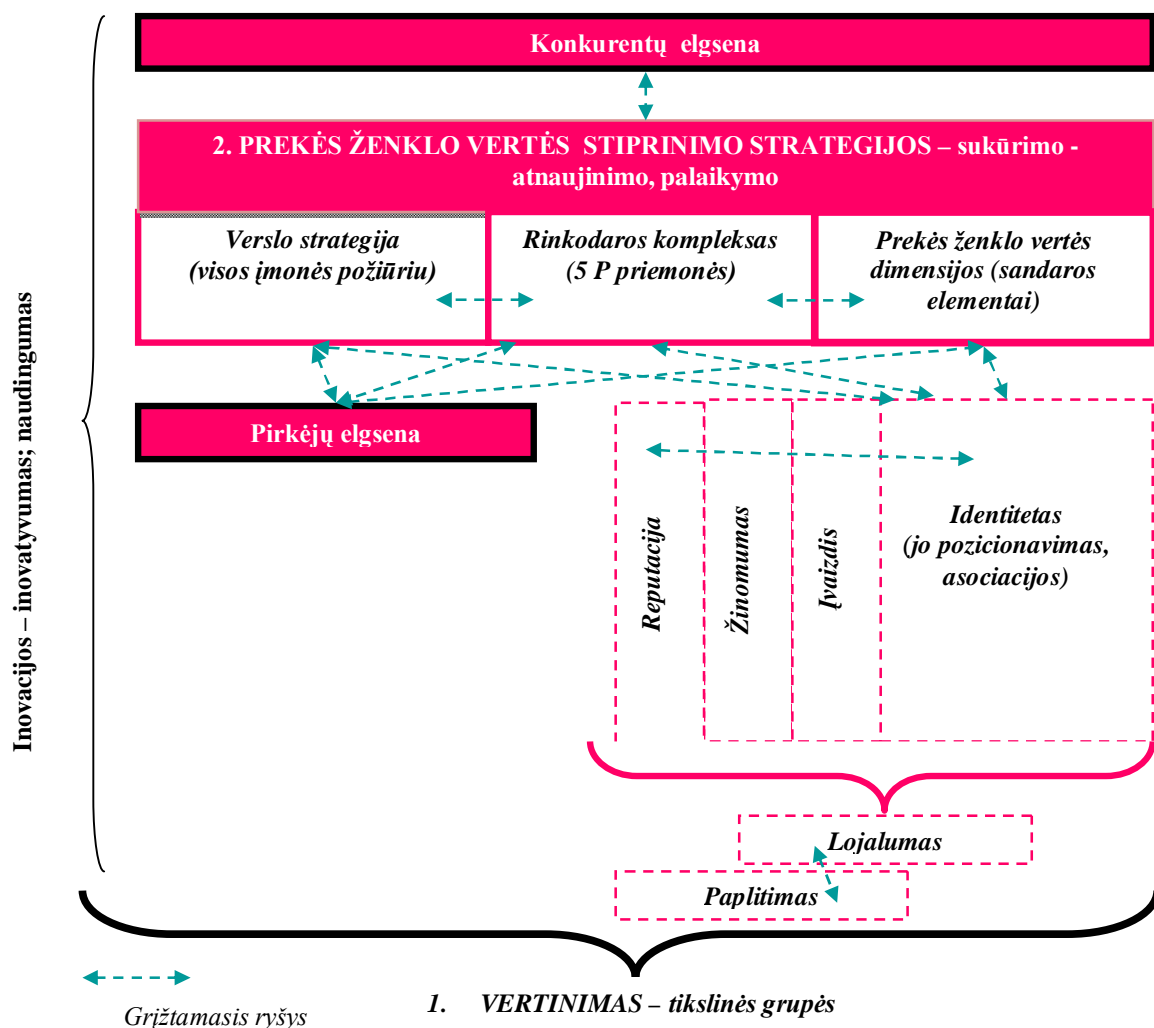 Konkurentų elgsena
2. PREKĖS ŽENKLO VERTĖS STIPRINIMO STRATEGIJOS – sukūrimo -
atnaujinimo, palaikymo
Verslo strategija
(visos įmonės požiūriu)
Rinkodaros kompleksas
(5 P priemonės)
Prekės ženklo vertės
dimensijos (sandaros
elementai)
Inovacijos – inovatyvumas; naudingumas
Pirkėjų elgsena
Reputacija
Žinomumas
Įvaizdis
Identitetas
(jo pozicionavimas,
asociacijos)
Lojalumas
Paplitimas
Grįžtamasis ryšys
1. VERTINIMAS – tikslinės grupės